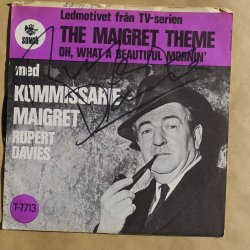 Ledmotivet från TV-serien
THE MAIGRET THEME
OH, WHAT A BEAUTIFUL MORNIN'
SONET
med
KOMMISSARIE
MAIGRET
RUPERT
DAVIES
T-7713